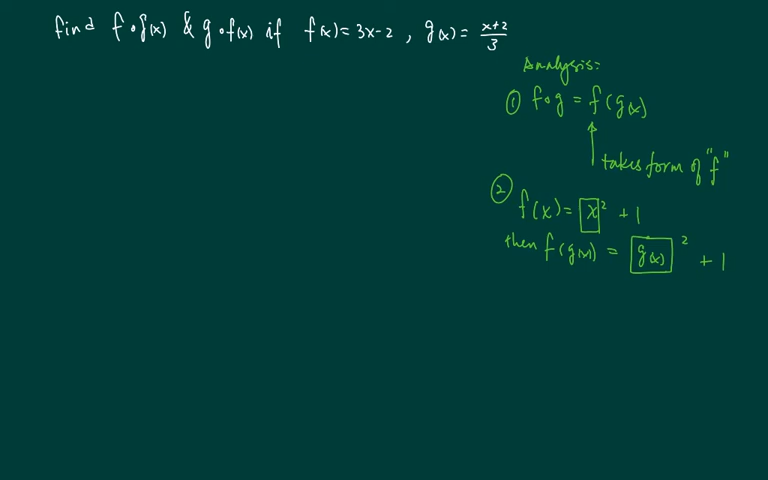 find f∘g(x) & g∘f(x) if f(x) = 3x-2 , g(x) = (x+2)/3
Analysis:
① f∘g = f(g(x)
takes form of "f"
② f(x) = x² + 1
then f(g(x)) = g(x)² + 1